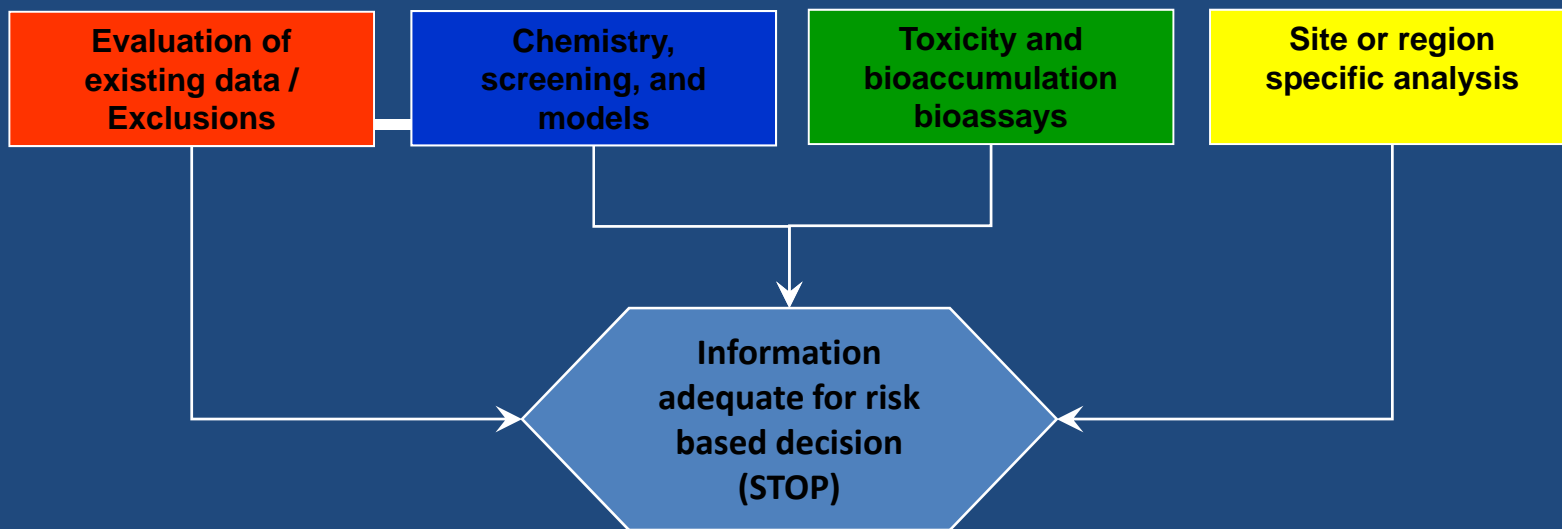 Evaluation of
existing data /
Exclusions
Chemistry,
screening, and
models
Toxicity and
bioaccumulation
bioassays
Site or region
specific analysis
Information
adequate for risk
based decision
(STOP)